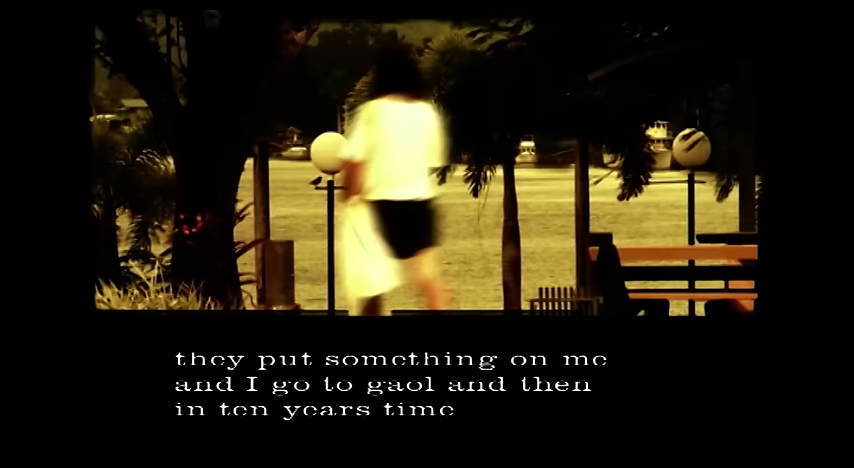 they put something on me
and I go to gaol and then
in ten years time